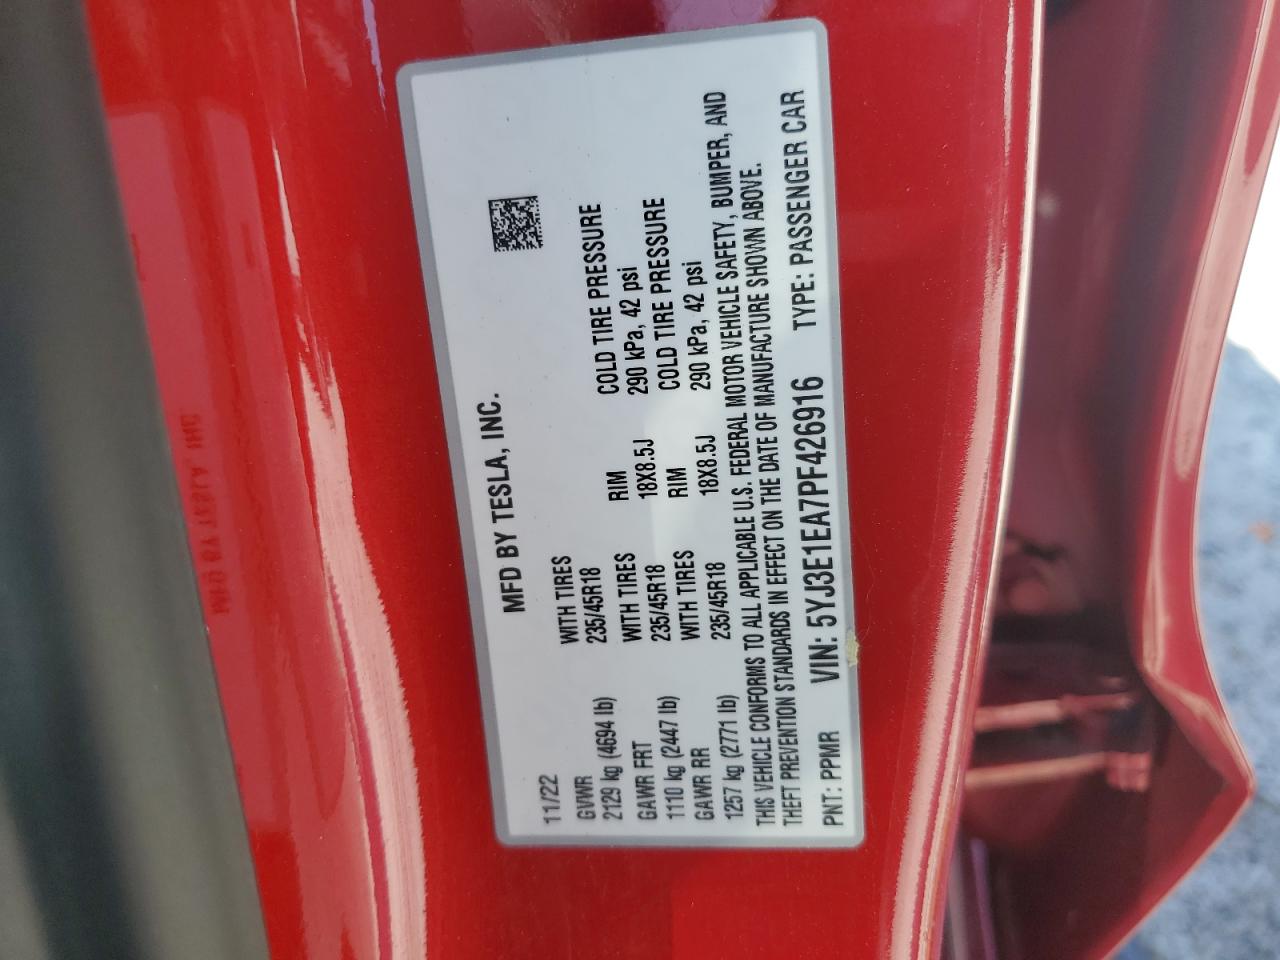 MFD BY TESLA, INC.
11/22
GVWR WITH TIRES RIM COLD TIRE PRESSURE
2129 kg (4694 lb) 235/45R18 18X8.5J 290 kPa, 42 psi
GAWR FRT WITH TIRES RIM COLD TIRE PRESSURE
1110 kg (2447 lb) 235/45R18 18X8.5J 290 kPa, 42 psi
GAWR RR WITH TIRES
1257 kg (2771 lb) 235/45R18
THIS VEHICLE CONFORMS TO ALL APPLICABLE U.S. FEDERAL MOTOR VEHICLE SAFETY, BUMPER, AND
THEFT PREVENTION STANDARDS IN EFFECT ON THE DATE OF MANUFACTURE SHOWN ABOVE.
PNT: PPMR VIN: 5YJ3E1EA7PF426916 TYPE: PASSENGER CAR